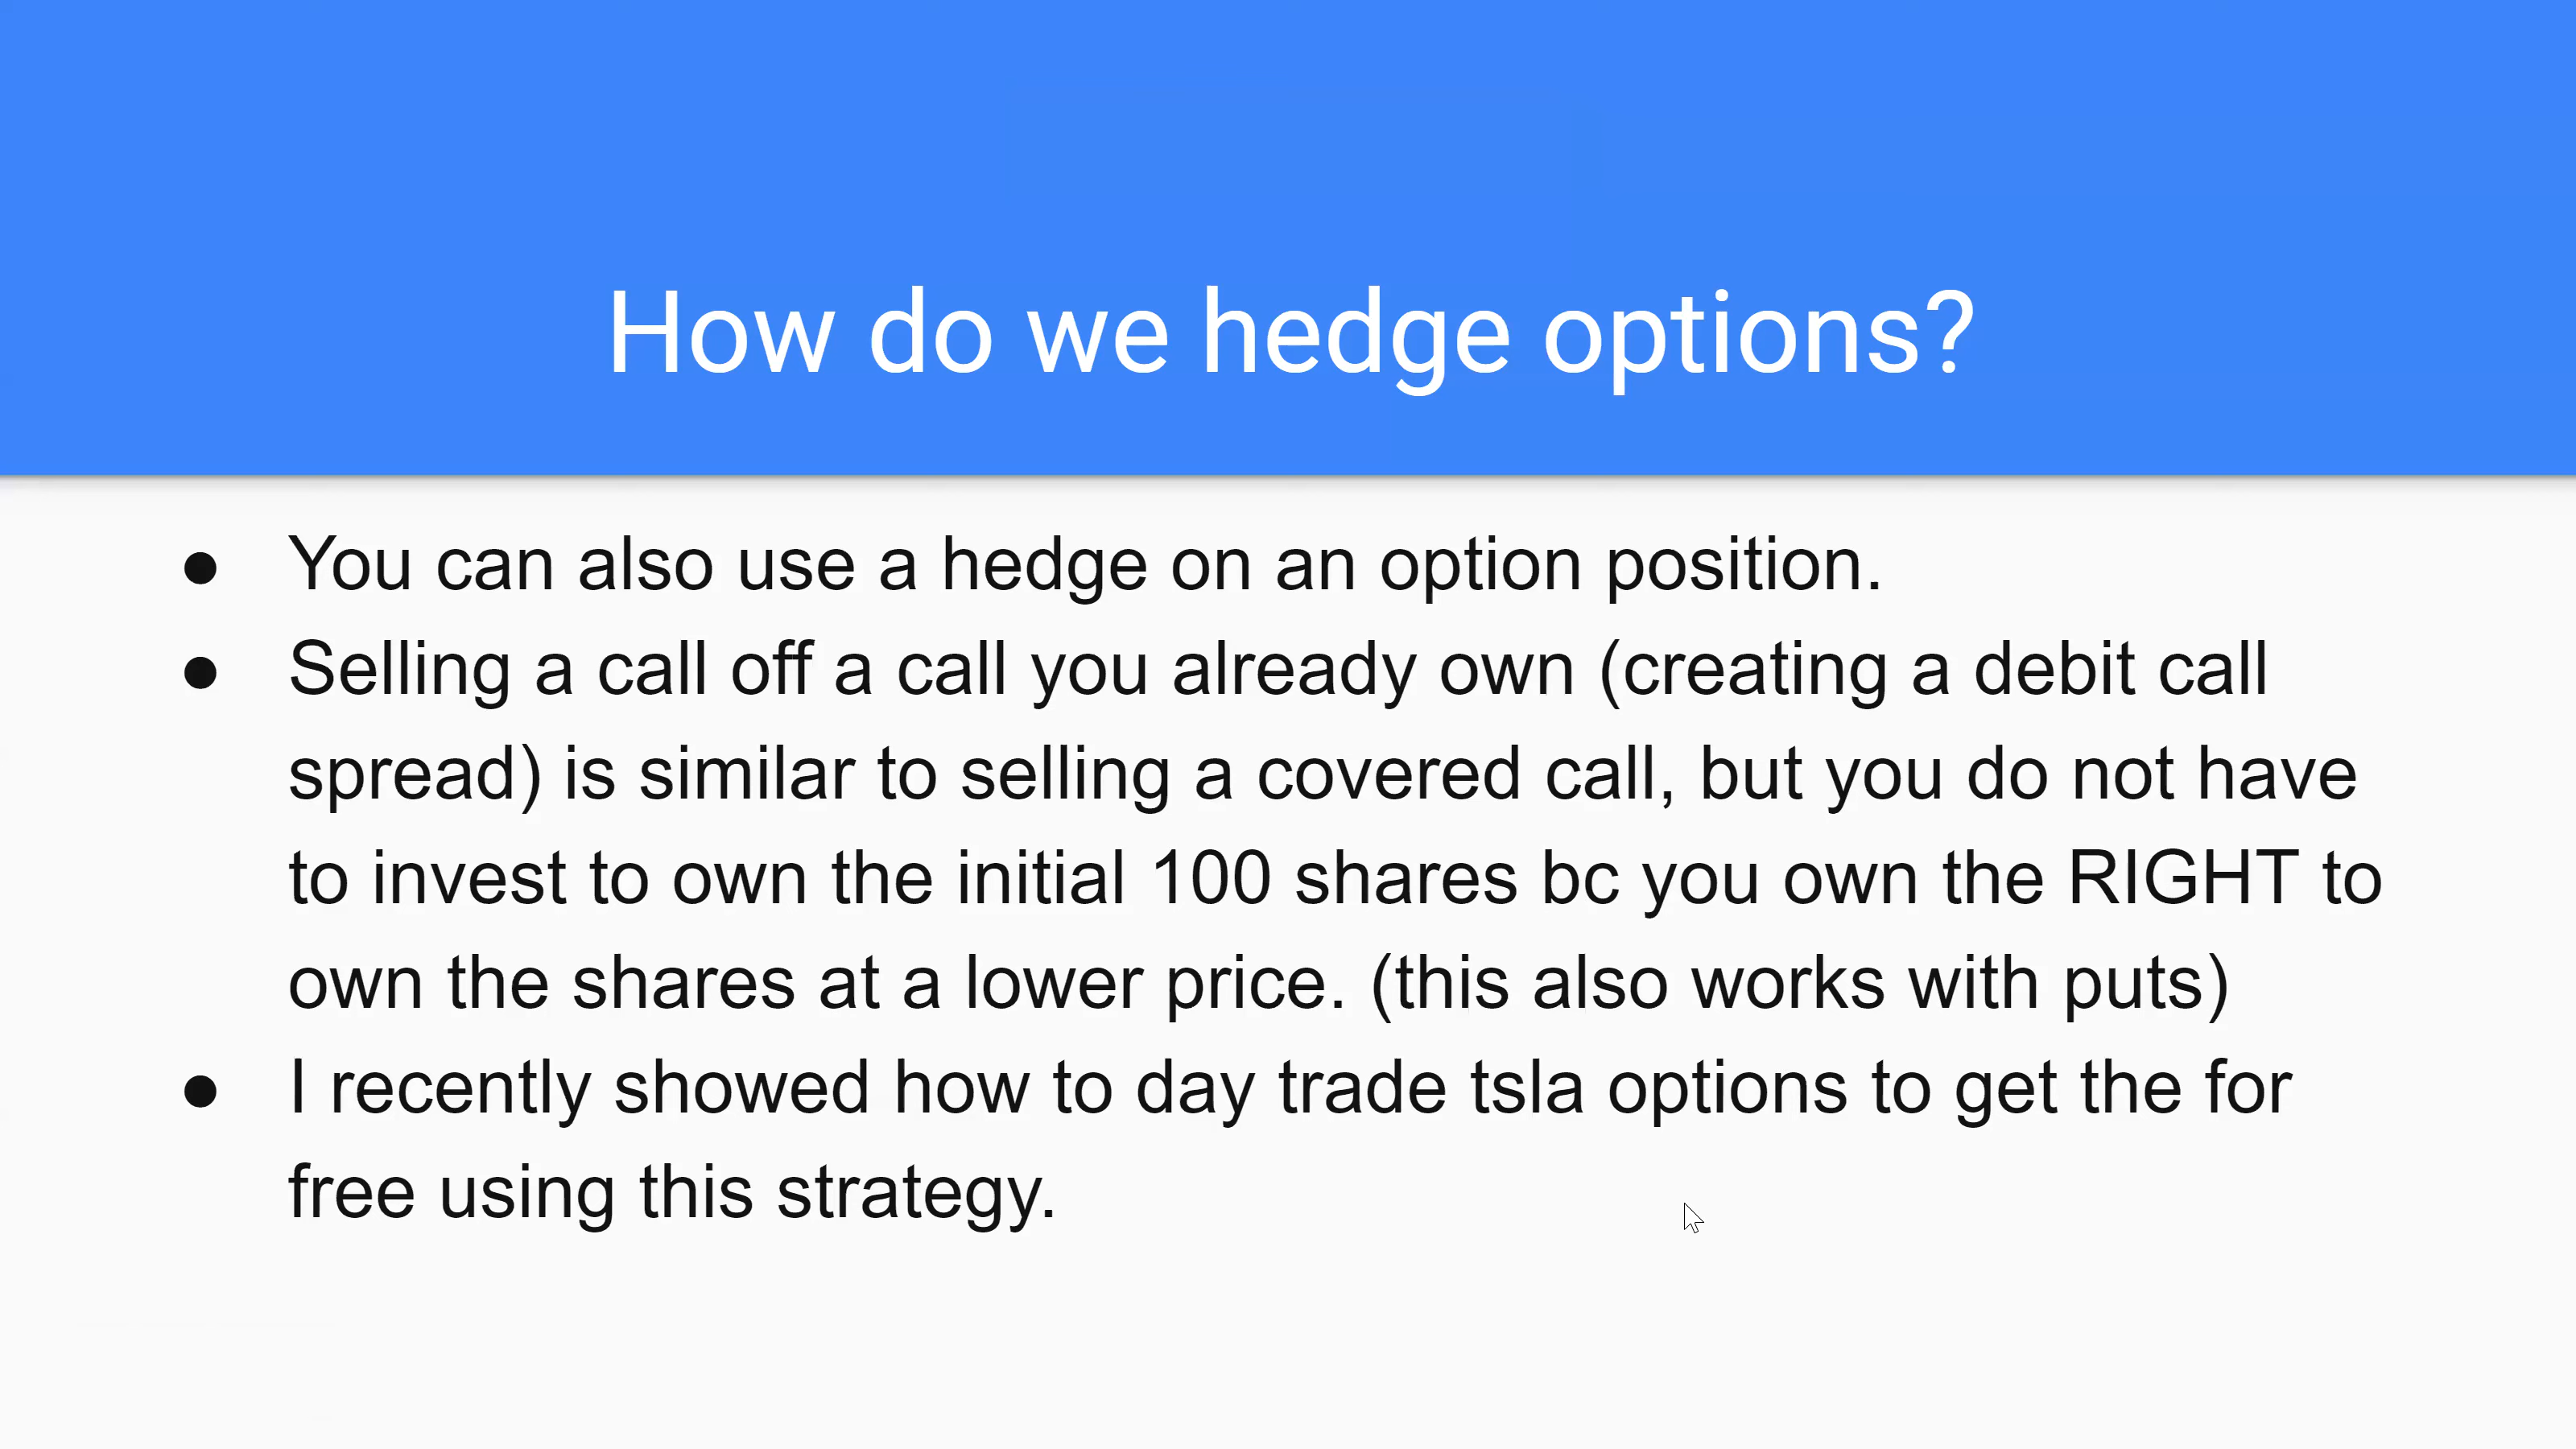 How do we hedge options?
● You can also use a hedge on an option position.
● Selling a call off a call you already own (creating a debit call
spread) is similar to selling a covered call, but you do not have
to invest to own the initial 100 shares bc you own the RIGHT to
own the shares at a lower price. (this also works with puts)
● I recently showed how to day trade tsla options to get the for
free using this strategy.